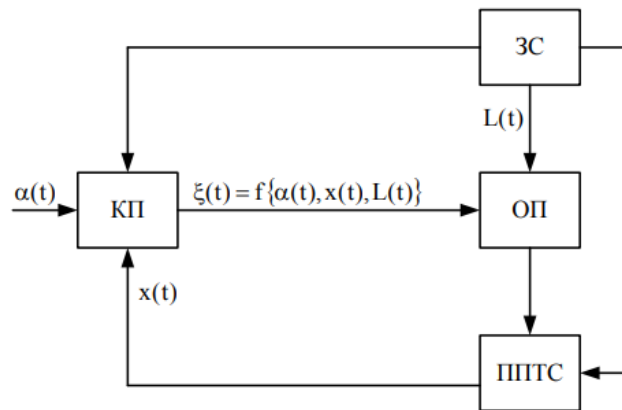 ЗС
L(t)
α(t)
КП
ξ(t) = f{α(t), x(t), L(t)}
ОП
x(t)
ППТС